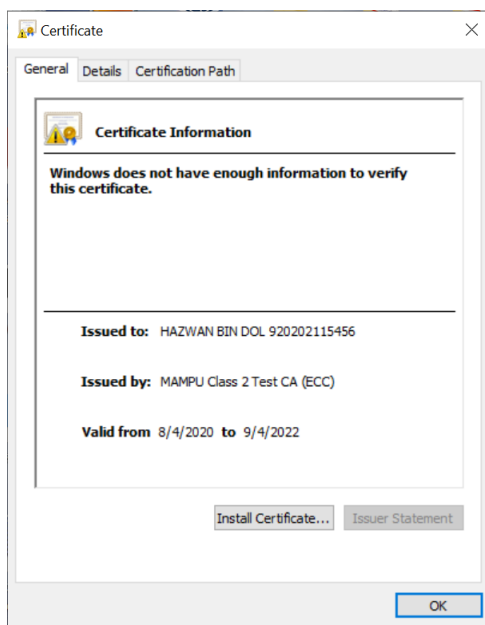 Certificate
General Details Certification Path
Certificate Information
Windows does not have enough information to verify
this certificate.
Issued to: HAZWAN BIN DOL 920202115456
Issued by: MAMPU Class 2 Test CA (ECC)
Valid from 8/4/2020 to 9/4/2022
Install Certificate... Issuer Statement
OK